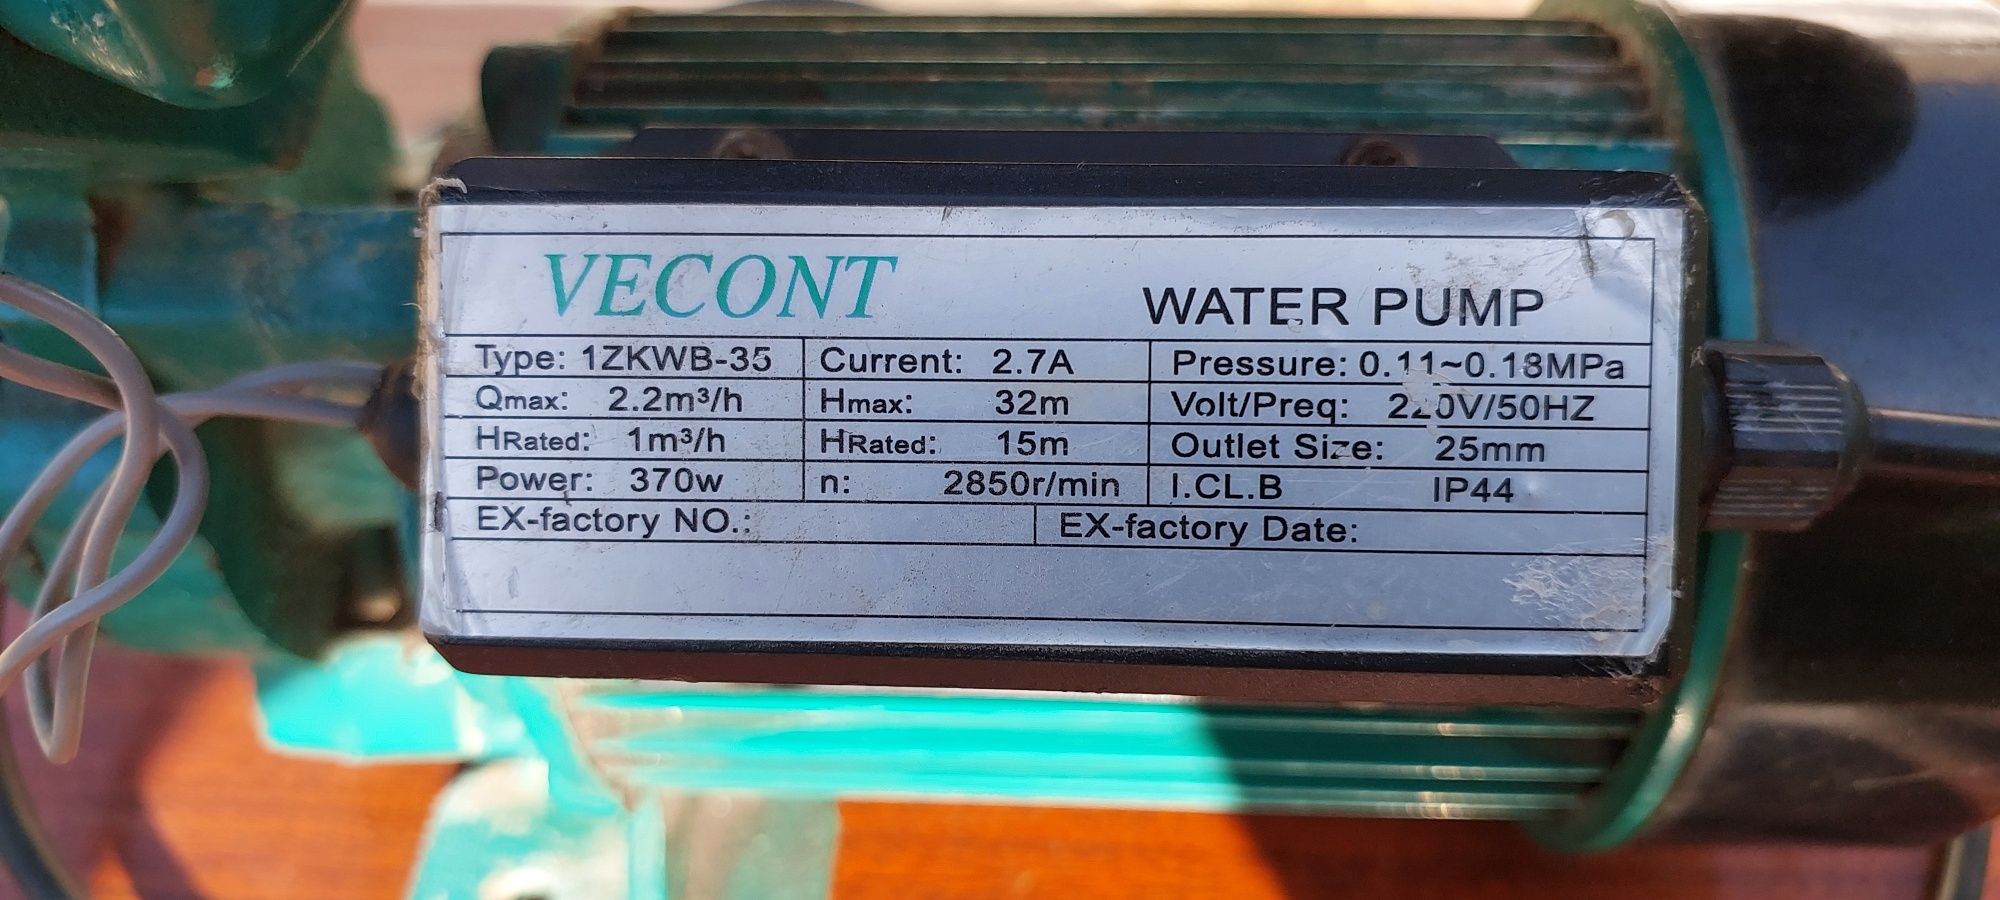 VECONT WATER PUMP
Type: 1ZKWB-35 Current: 2.7A Pressure: 0.11~0.18MPa
Qmax: 2.2m³/h Hmax: 32m Volt/Preq: 220V/50HZ
HRated: 1m³/h HRated: 15m Outlet Size: 25mm
Power: 370w n: 2850r/min I.CL.B IP44
EX-factory NO.: EX-factory Date: